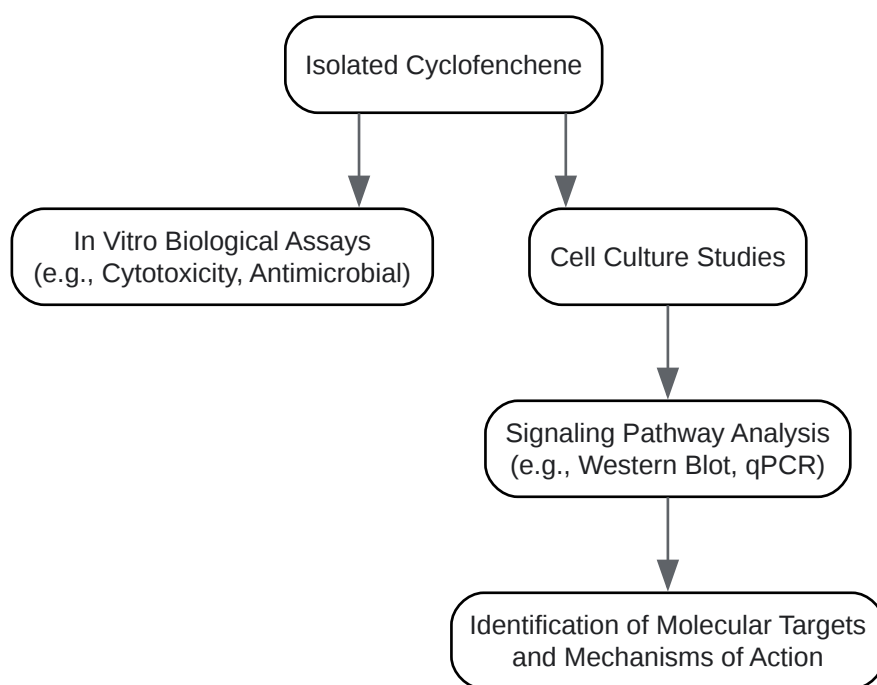 Isolated Cyclofenchene
In Vitro Biological Assays
(e.g., Cytotoxicity, Antimicrobial)
Cell Culture Studies
Signaling Pathway Analysis
(e.g., Western Blot, qPCR)
Identification of Molecular Targets
and Mechanisms of Action